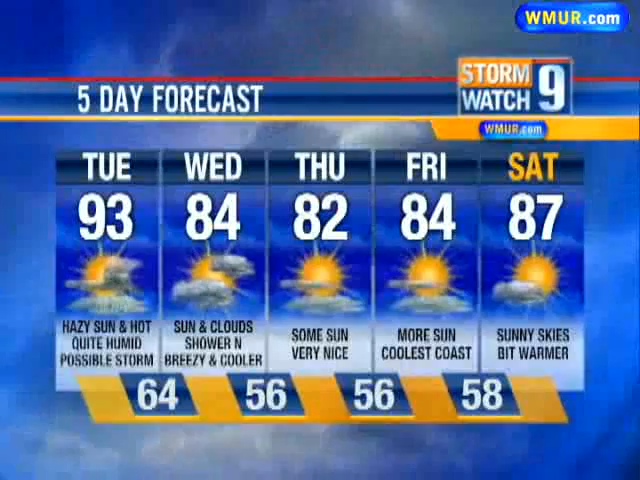 WMUR.com
5 DAY FORECAST
STORM
WATCH 9
WMUR.com
TUE WED THU FRI SAT
93 84 82 84 87
HAZY SUN & HOT
QUITE HUMID
POSSIBLE STORM
SUN & CLOUDS
SHOWER N
BREEZY & COOLER
SOME SUN
VERY NICE
MORE SUN
COOLEST COAST
SUNNY SKIES
BIT WARMER
64 56 56 58